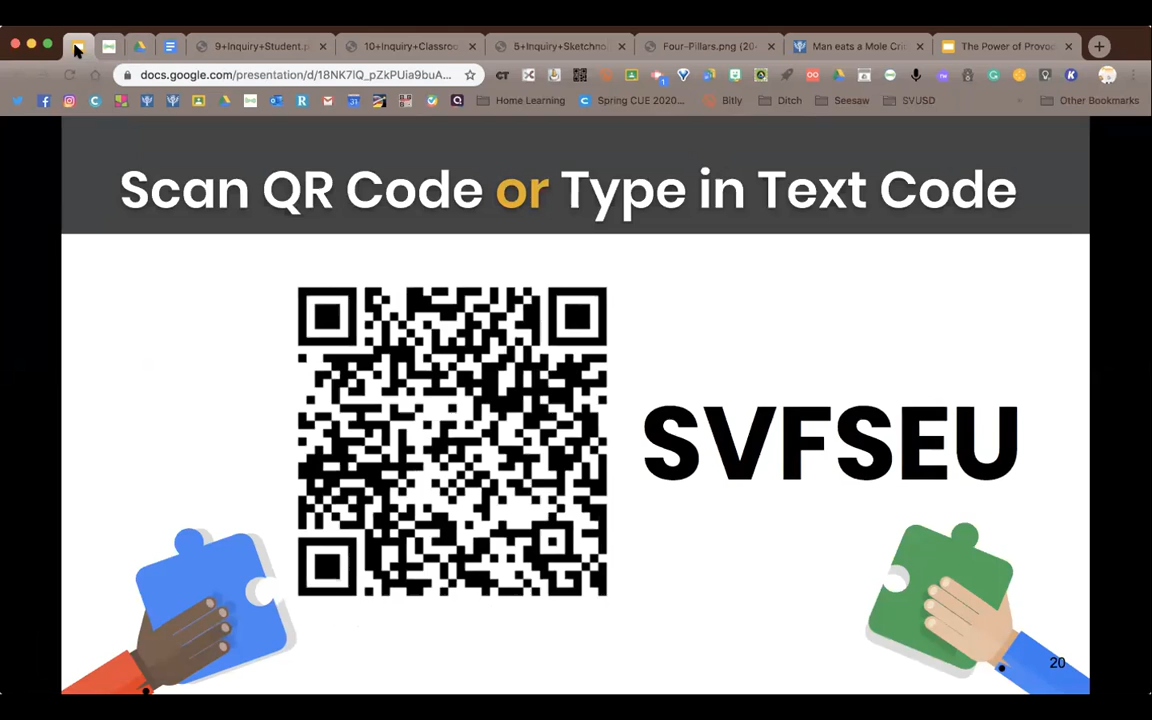 9+Inquiry+Student.p
10+Inquiry+Classroo
5+Inquiry+Sketchno
Four-Pillars.png (20
Man eats a Mole Cri
The Power of Provoc
docs.google.com/presentation/d/18NK7lQ_pZkPUia9buA...
Home Learning
Spring CUE 2020...
Bitly
Ditch
Seesaw
SVUSD
Other Bookmarks
Scan QR Code or Type in Text Code
SVFSEU
20